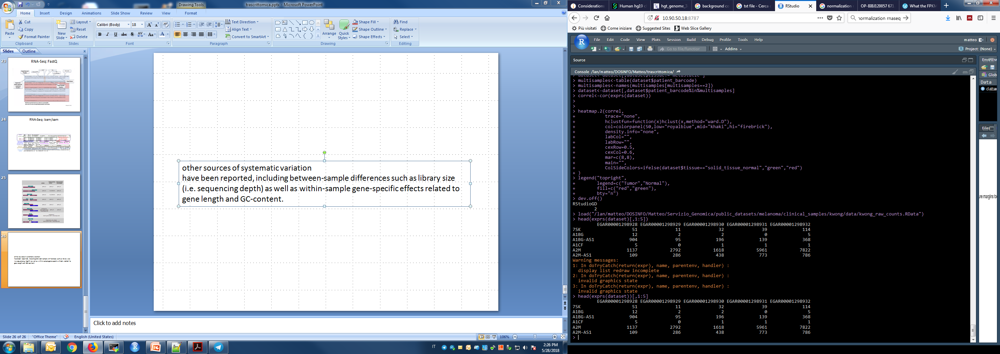 Drawing Tools
trascrittomica.pptx - Microsoft PowerPoint
Home Insert Design Animations Slide Show Review View Format
Paste
Cut
Copy
Format Painter
Clipboard
New Slide
Layout
Reset
Delete
Slides
Calibri (Body) 18
B I U abc S AV Aa A
Font
Text Direction
Align Text
Convert to SmartArt
Paragraph
Arrange
Quick Styles
Shape Fill
Shape Outline
Shape Effects
Drawing
Find
Replace
Select
Editing
Slides Outline
23
RNA-Seq: FastQ
24
RNA-Seq: bam/sam
25
26
other sources of systematic variation
have been reported, including between-sample differences such as library size
(i.e. sequencing depth) as well as within-sample gene-specific effects related to
gene length and GC-content.
Click to add notes
Slide 26 of 26 "Office Theme" English (United States) 106%
IT
2:26 PM
5/28/2018
Considerations Human hg19 c hgt_genome_3 background co txt file - Cerca RStudio normalization OP-BIBJ120057 671 What the FPKM
10.90.50.18:8787
normalization rnaseq
Più visitati Come iniziare Suggested Sites Web Slice Gallery
R File Edit Code View Plots Session Build Debug Profile Tools Help matteo
Go to file/function Addins Project: (None)
Source
Console /lan/matteo/DOSINFO/Matteo/trascrittomica/
> multisamples<-table(dataset$patient_barcode)
> multisamples<-names(multisamples[multisamples==2])
> dataset<-dataset[,dataset$patient_barcode%in%multisamples]
> correl<-cor(exprs(dataset))
>
>
> heatmap.2(correl,
+ trace="none",
+ hclustfun=function(x)hclust(x,method="ward.D"),
+ col=colorpanel(50,low="royalblue",mid="khaki",hi="firebrick"),
+ density.info="none",
+ labCol="",
+ labRow="",
+ cexRow=0.5,
+ cexCol=0.6,
+ mar=c(8,8),
+ main="",
+ ColSideColors=ifelse(dataset$tissue=="solid_tissue_normal","green","red")
+ )
> legend("topright",
+ legend=c("Tumor","Normal"),
+ fill=c("red","green"),
+ bty="n")
> dev.off()
RStudioGD
2
> load("/lan/matteo/DOSINFO/Matteo/Servizio_Genomica/public_datasets/melanoma/clinical_samples/kwong/data/kwong_raw_counts.RData")
> head(exprs(dataset)[,1:5])
EGAR00001298928 EGAR00001298929 EGAR00001298930 EGAR00001298931 EGAR00001298932
7SK 51 11 32 39 114
A1BG 12 2 2 0 5
A1BG-AS1 904 95 196 139 368
A1CF 5 0 1 1 1
A2M 1137 2792 1618 5961 7822
A2M-AS1 109 286 438 773 786
Warning messages:
1: In doTryCatch(return(expr), name, parentenv, handler) :
display list redraw incomplete
2: In doTryCatch(return(expr), name, parentenv, handler) :
invalid graphics state
3: In doTryCatch(return(expr), name, parentenv, handler) :
invalid graphics state
> head(exprs(dataset))[,1:5]
EGAR00001298928 EGAR00001298929 EGAR00001298930 EGAR00001298931 EGAR00001298932
7SK 51 11 32 39 114
A1BG 12 2 2 0 5
A1BG-AS1 904 95 196 139 368
A1CF 5 0 1 1 1
A2M 1137 2792 1618 5961 7822
A2M-AS1 109 286 438 773 786
>
Environ
Glob
Data
data
Files
ure margins too